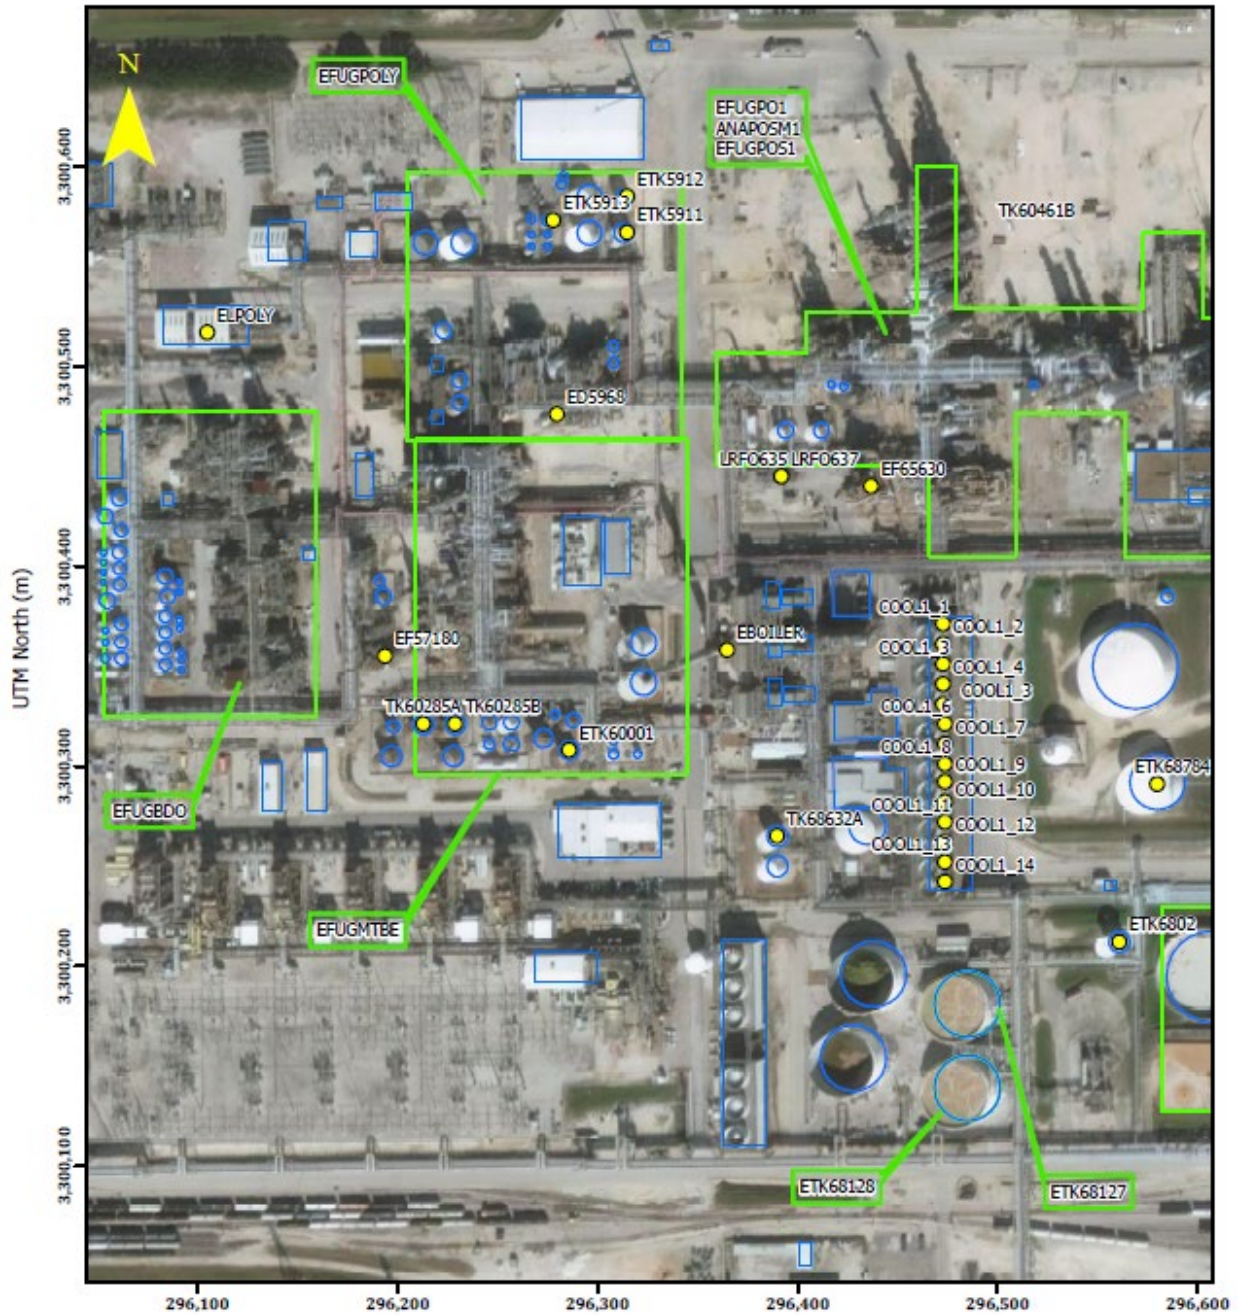 N
EFUGPOLY
EFUGPO1
ANAPOSM1
EFUGPOS1
3,300,600
ETK5912
ETK5913
ETK5911
TK60461B
ELPOLY
3,300,500
ED5968
LRFO635 LRFO637
EF65630
UTM North (m)
3,300,400
COOL1_1
COOL1_2
COOL1_3
COOL1_4
COOL1_3
COOL1_6
COOL1_7
COOL1_8
COOL1_9
COOL1_10
COOL1_11
COOL1_12
COOL1_13
COOL1_14
EBOILER
EF57180
TK60285A TK60285B
ETK60001
3,300,300
ETK68784
EFUGBDO
TK68632A
EFUGMTBE
ETK6802
3,300,200
3,300,100
ETK68128
ETK68127
296,100 296,200 296,300 296,400 296,500 296,600